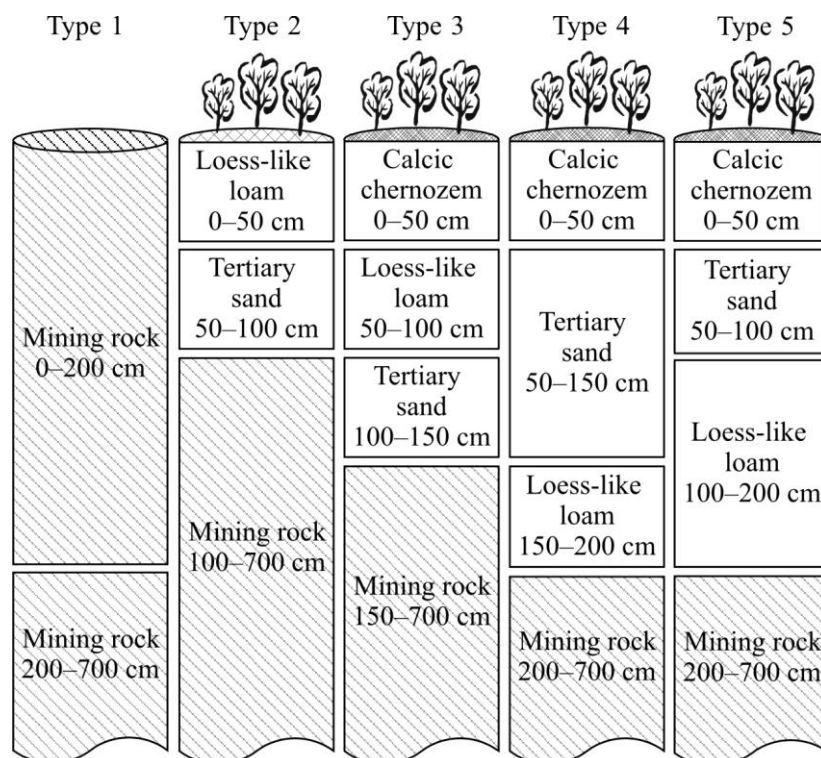 Type 1
Type 2
Type 3
Type 4
Type 5
Mining rock
0–200 cm
Mining rock
200–700 cm
Loess-like
loam
0–50 cm
Tertiary
sand
50–100 cm
Mining rock
100–700 cm
Calcic
chernozem
0–50 cm
Loess-like
loam
50–100 cm
Tertiary
sand
100–150 cm
Mining rock
150–700 cm
Calcic
chernozem
0–50 cm
Tertiary
sand
50–150 cm
Loess-like
loam
150–200 cm
Mining rock
200–700 cm
Calcic
chernozem
0–50 cm
Tertiary
sand
50–100 cm
Loess-like
loam
100–200 cm
Mining rock
200–700 cm